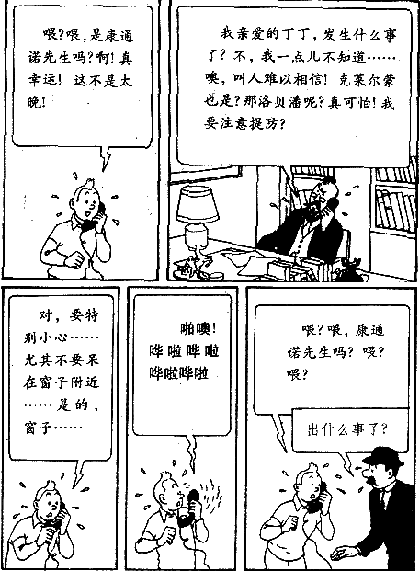 喂？喂，是康通
诺先生吗？啊！真
幸运！这不是太
晚！
我亲爱的丁丁，发生什么事
了？不，我一点儿不知道……
噢，叫人难以相信！克莱尔蒙
也是？那洛贝潘呢？真可怕！我
要注意提防？
对，要特
别小心……
尤其不要呆
在窗子附近
……是的，
窗子……
啪噢！
哗啦哗啦
哗啦哗啦
喂？喂，康通
诺先生吗？喂？
喂？
出什么事了？